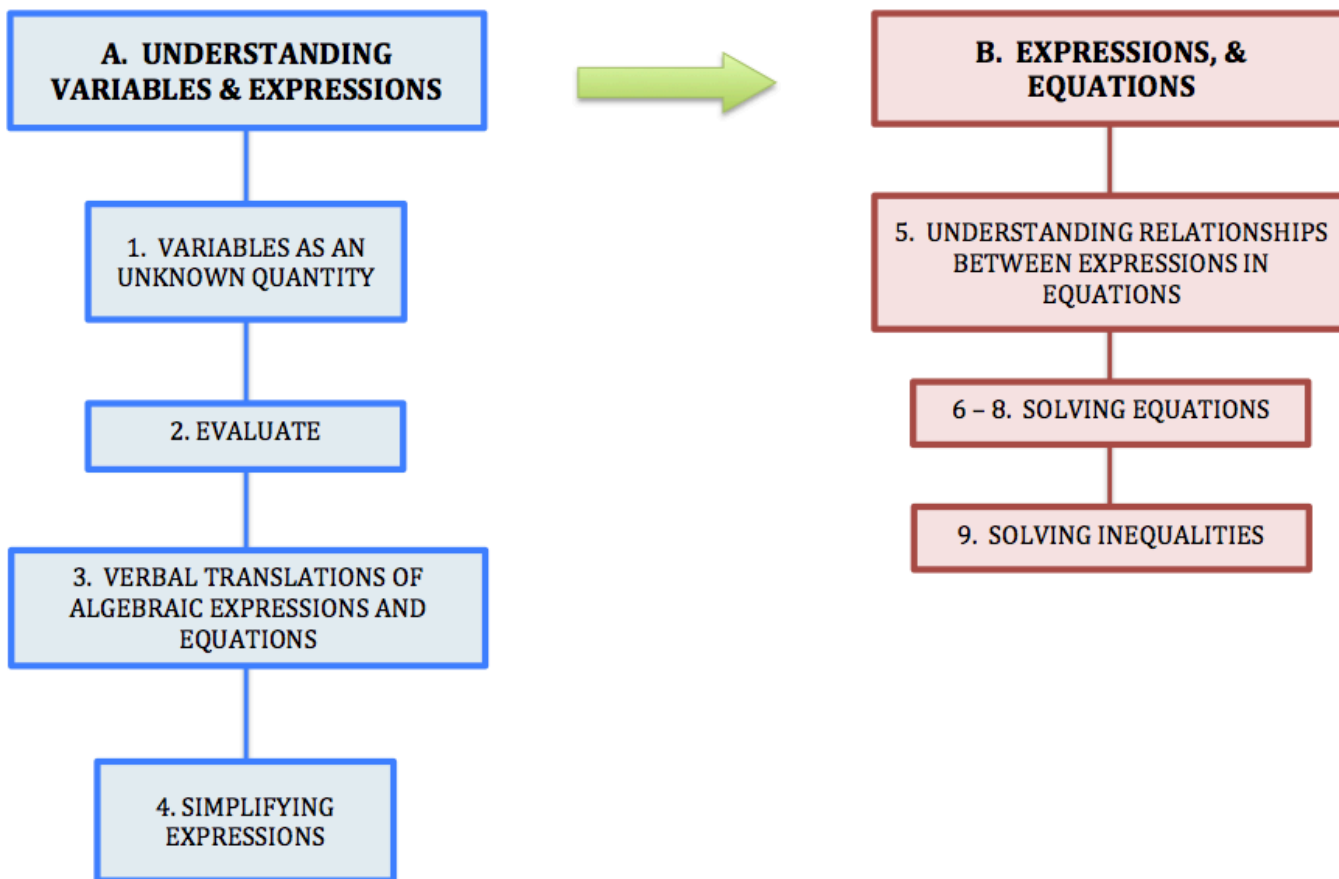 A. UNDERSTANDING
VARIABLES & EXPRESSIONS
1. VARIABLES AS AN
UNKNOWN QUANTITY
2. EVALUATE
3. VERBAL TRANSLATIONS OF
ALGEBRAIC EXPRESSIONS AND
EQUATIONS
4. SIMPLIFYING
EXPRESSIONS
B. EXPRESSIONS, &
EQUATIONS
5. UNDERSTANDING RELATIONSHIPS
BETWEEN EXPRESSIONS IN
EQUATIONS
6 – 8. SOLVING EQUATIONS
9. SOLVING INEQUALITIES